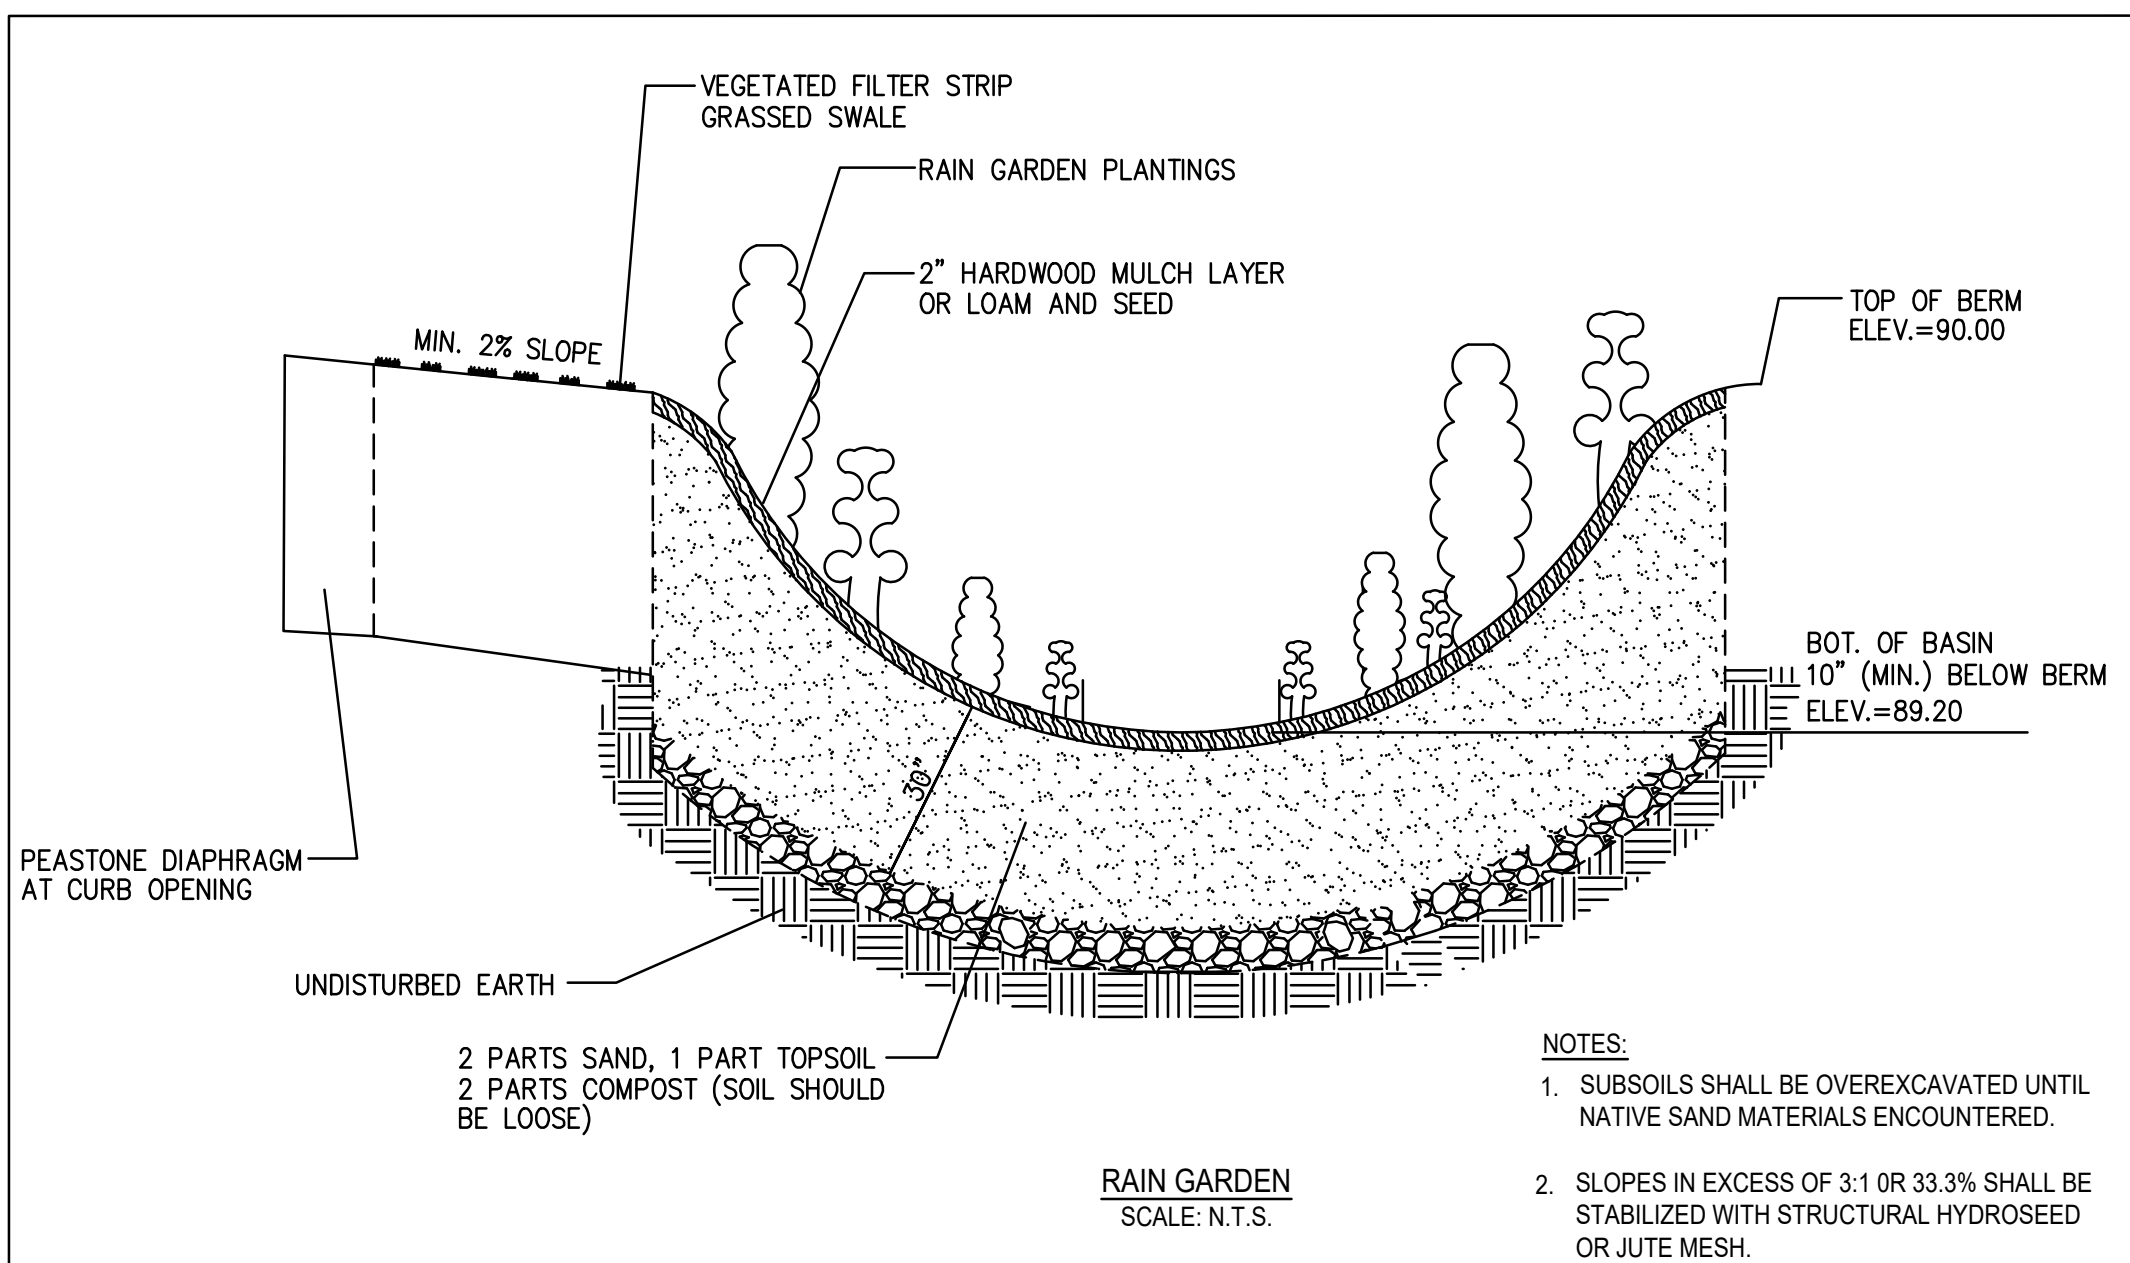 VEGETATED FILTER STRIP
GRASSED SWALE
RAIN GARDEN PLANTINGS
2" HARDWOOD MULCH LAYER
OR LOAM AND SEED
TOP OF BERM
ELEV.=90.00
MIN. 2% SLOPE
BOT. OF BASIN
10" (MIN.) BELOW BERM
ELEV.=89.20
30"
PEASTONE DIAPHRAGM
AT CURB OPENING
UNDISTURBED EARTH
2 PARTS SAND, 1 PART TOPSOIL
2 PARTS COMPOST (SOIL SHOULD
BE LOOSE)
NOTES:
1. SUBSOILS SHALL BE OVEREXCAVATED UNTIL
NATIVE SAND MATERIALS ENCOUNTERED.
2. SLOPES IN EXCESS OF 3:1 0R 33.3% SHALL BE
STABILIZED WITH STRUCTURAL HYDROSEED
OR JUTE MESH.
RAIN GARDEN
SCALE: N.T.S.